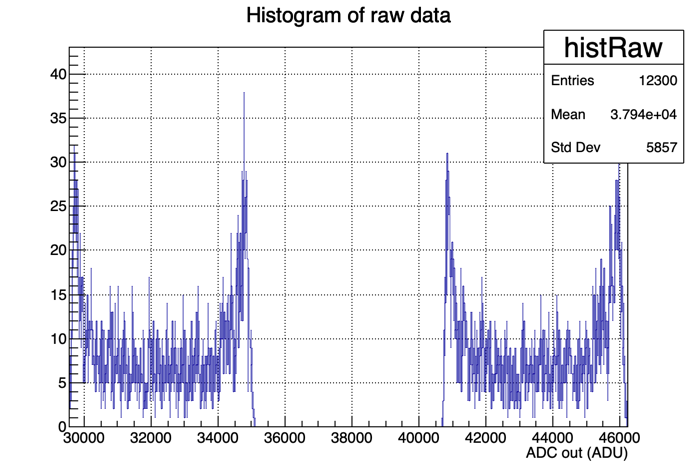 Histogram of raw data
histRaw
Entries 12300
Mean 3.794e+04
Std Dev 5857
40
35
30
25
20
15
10
5
0
30000 32000 34000 36000 38000 40000 42000 44000 46000
ADC out (ADU)